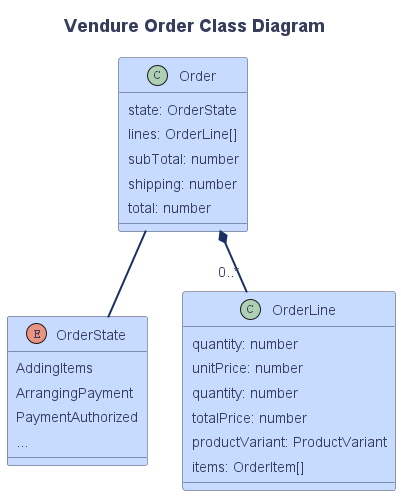 Vendure Order Class Diagram
C Order
state: OrderState
lines: OrderLine[]
subTotal: number
shipping: number
total: number
0..*
E OrderState
AddingItems
ArrangingPayment
PaymentAuthorized
...
C OrderLine
quantity: number
unitPrice: number
quantity: number
totalPrice: number
productVariant: ProductVariant
items: OrderItem[]